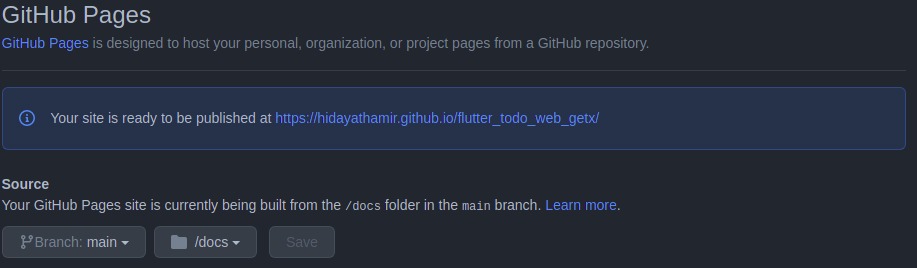 GitHub Pages
GitHub Pages is designed to host your personal, organization, or project pages from a GitHub repository.
Your site is ready to be published at https://hidayathamir.github.io/flutter_todo_web_getx/
Source
Your GitHub Pages site is currently being built from the /docs folder in the main branch. Learn more.
Branch: main /docs Save